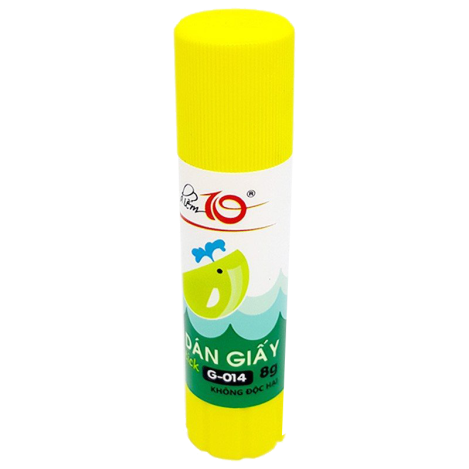 Điểm 10 ®
DÁN GIẤY
G-014 8g
KHÔNG ĐỘC HẠI